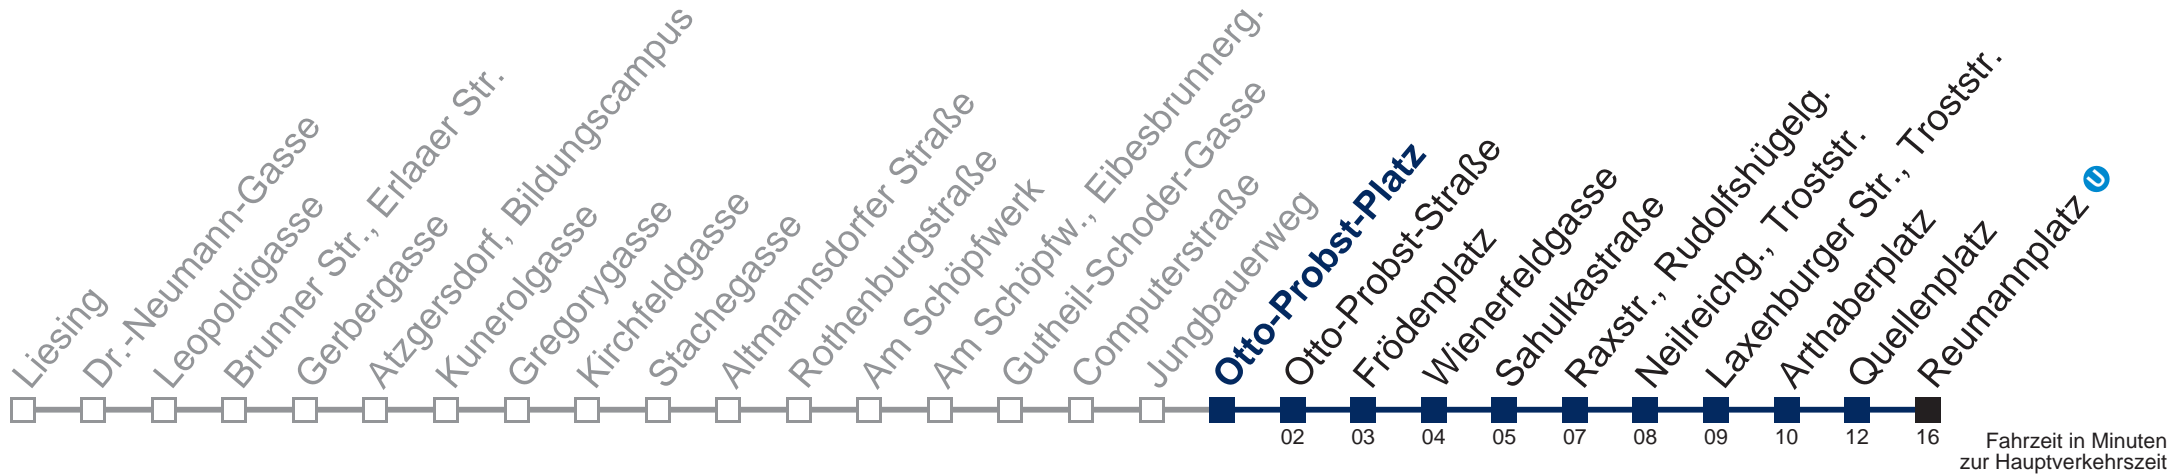 Liesing
Dr.-Neumann-Gasse
Leopoldigasse
Brunner Str., Erlaaer Str.
Gerbergasse
Atzgersdorf, Bildungscampus
Kunerolgasse
Gregorygasse
Kirchfeldgasse
Stachegasse
Altmannsdorfer Straße
Rothenburgstraße
Am Schöpfwerk
Am Schöpfw., Eibesbrunnerg.
Gutheil-Schoder-Gasse
Computerstraße
Jungbauerweg
Otto-Probst-Platz
Otto-Probst-Straße
Frödenplatz
Wienerfeldgasse
Sahulkastraße
Raxstr., Rudolfshügelg.
Neilreichg., Troststr.
Laxenburger Str., Troststr.
Arthaberplatz
Quellenplatz
Reumannplatz U
02 03 04 05 07 08 09 10 12 16
Fahrzeit in Minuten
zur Hauptverkehrszeit